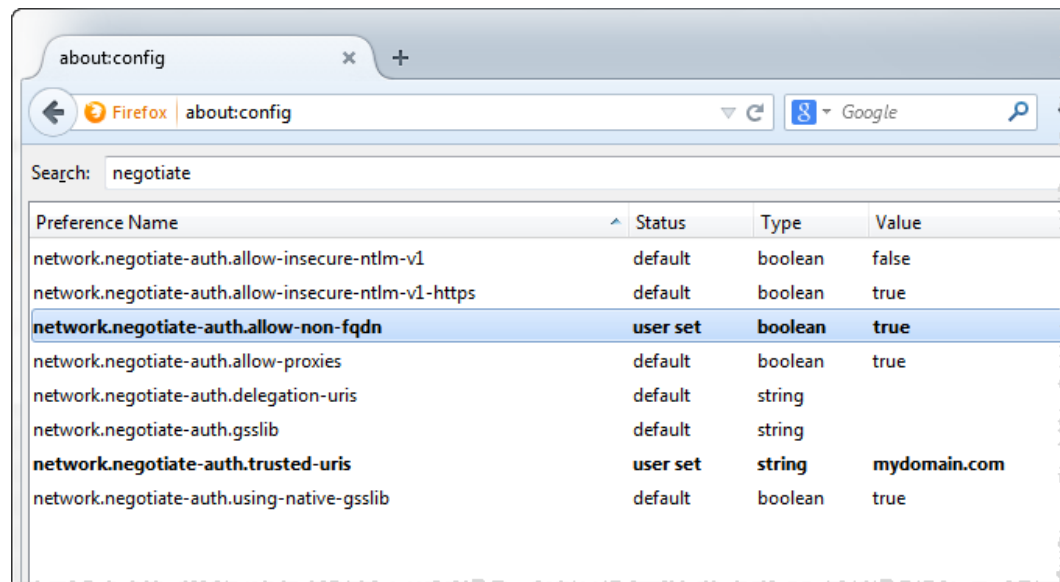 about:config
Firefox about:config Google
Search: negotiate
Preference Name Status Type Value
network.negotiate-auth.allow-insecure-ntlm-v1 default boolean false
network.negotiate-auth.allow-insecure-ntlm-v1-https default boolean true
network.negotiate-auth.allow-non-fqdn user set boolean true
network.negotiate-auth.allow-proxies default boolean true
network.negotiate-auth.delegation-uris default string
network.negotiate-auth.gsslib default string
network.negotiate-auth.trusted-uris user set string mydomain.com
network.negotiate-auth.using-native-gsslib default boolean true